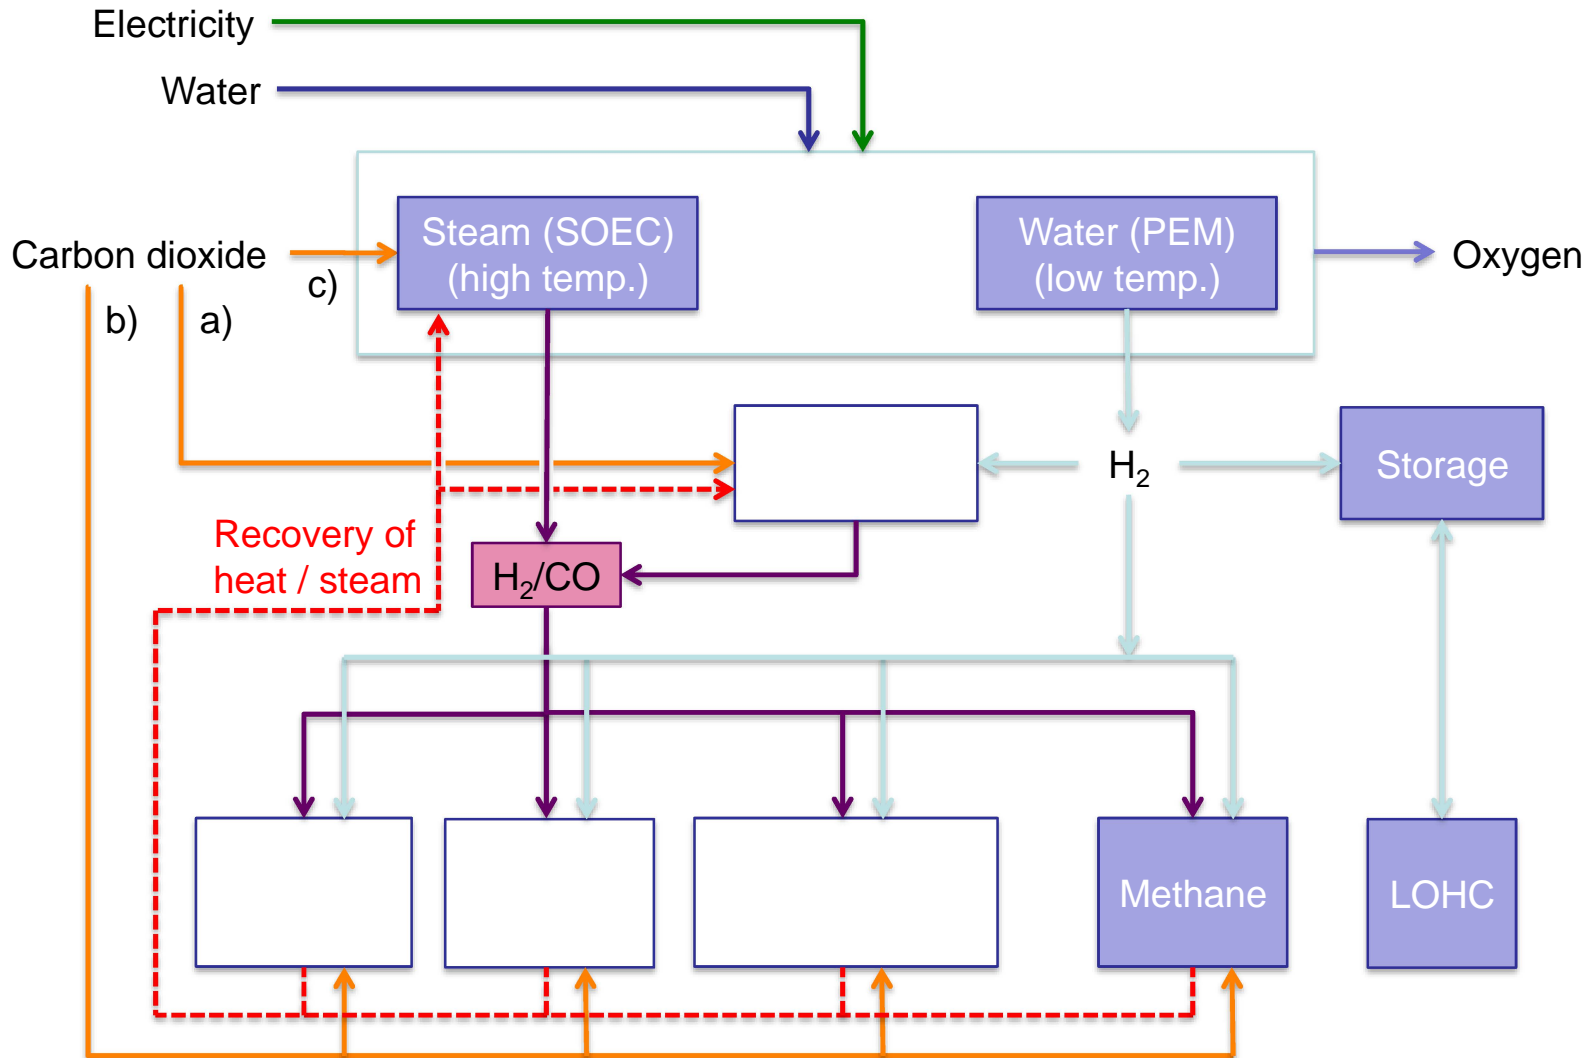 Electricity
Water
Steam (SOEC)
(high temp.)
Water (PEM)
(low temp.)
Carbon dioxide
c)
Oxygen
b)
a)
H₂
Storage
Recovery of
heat / steam
H₂/CO
Methane
LOHC